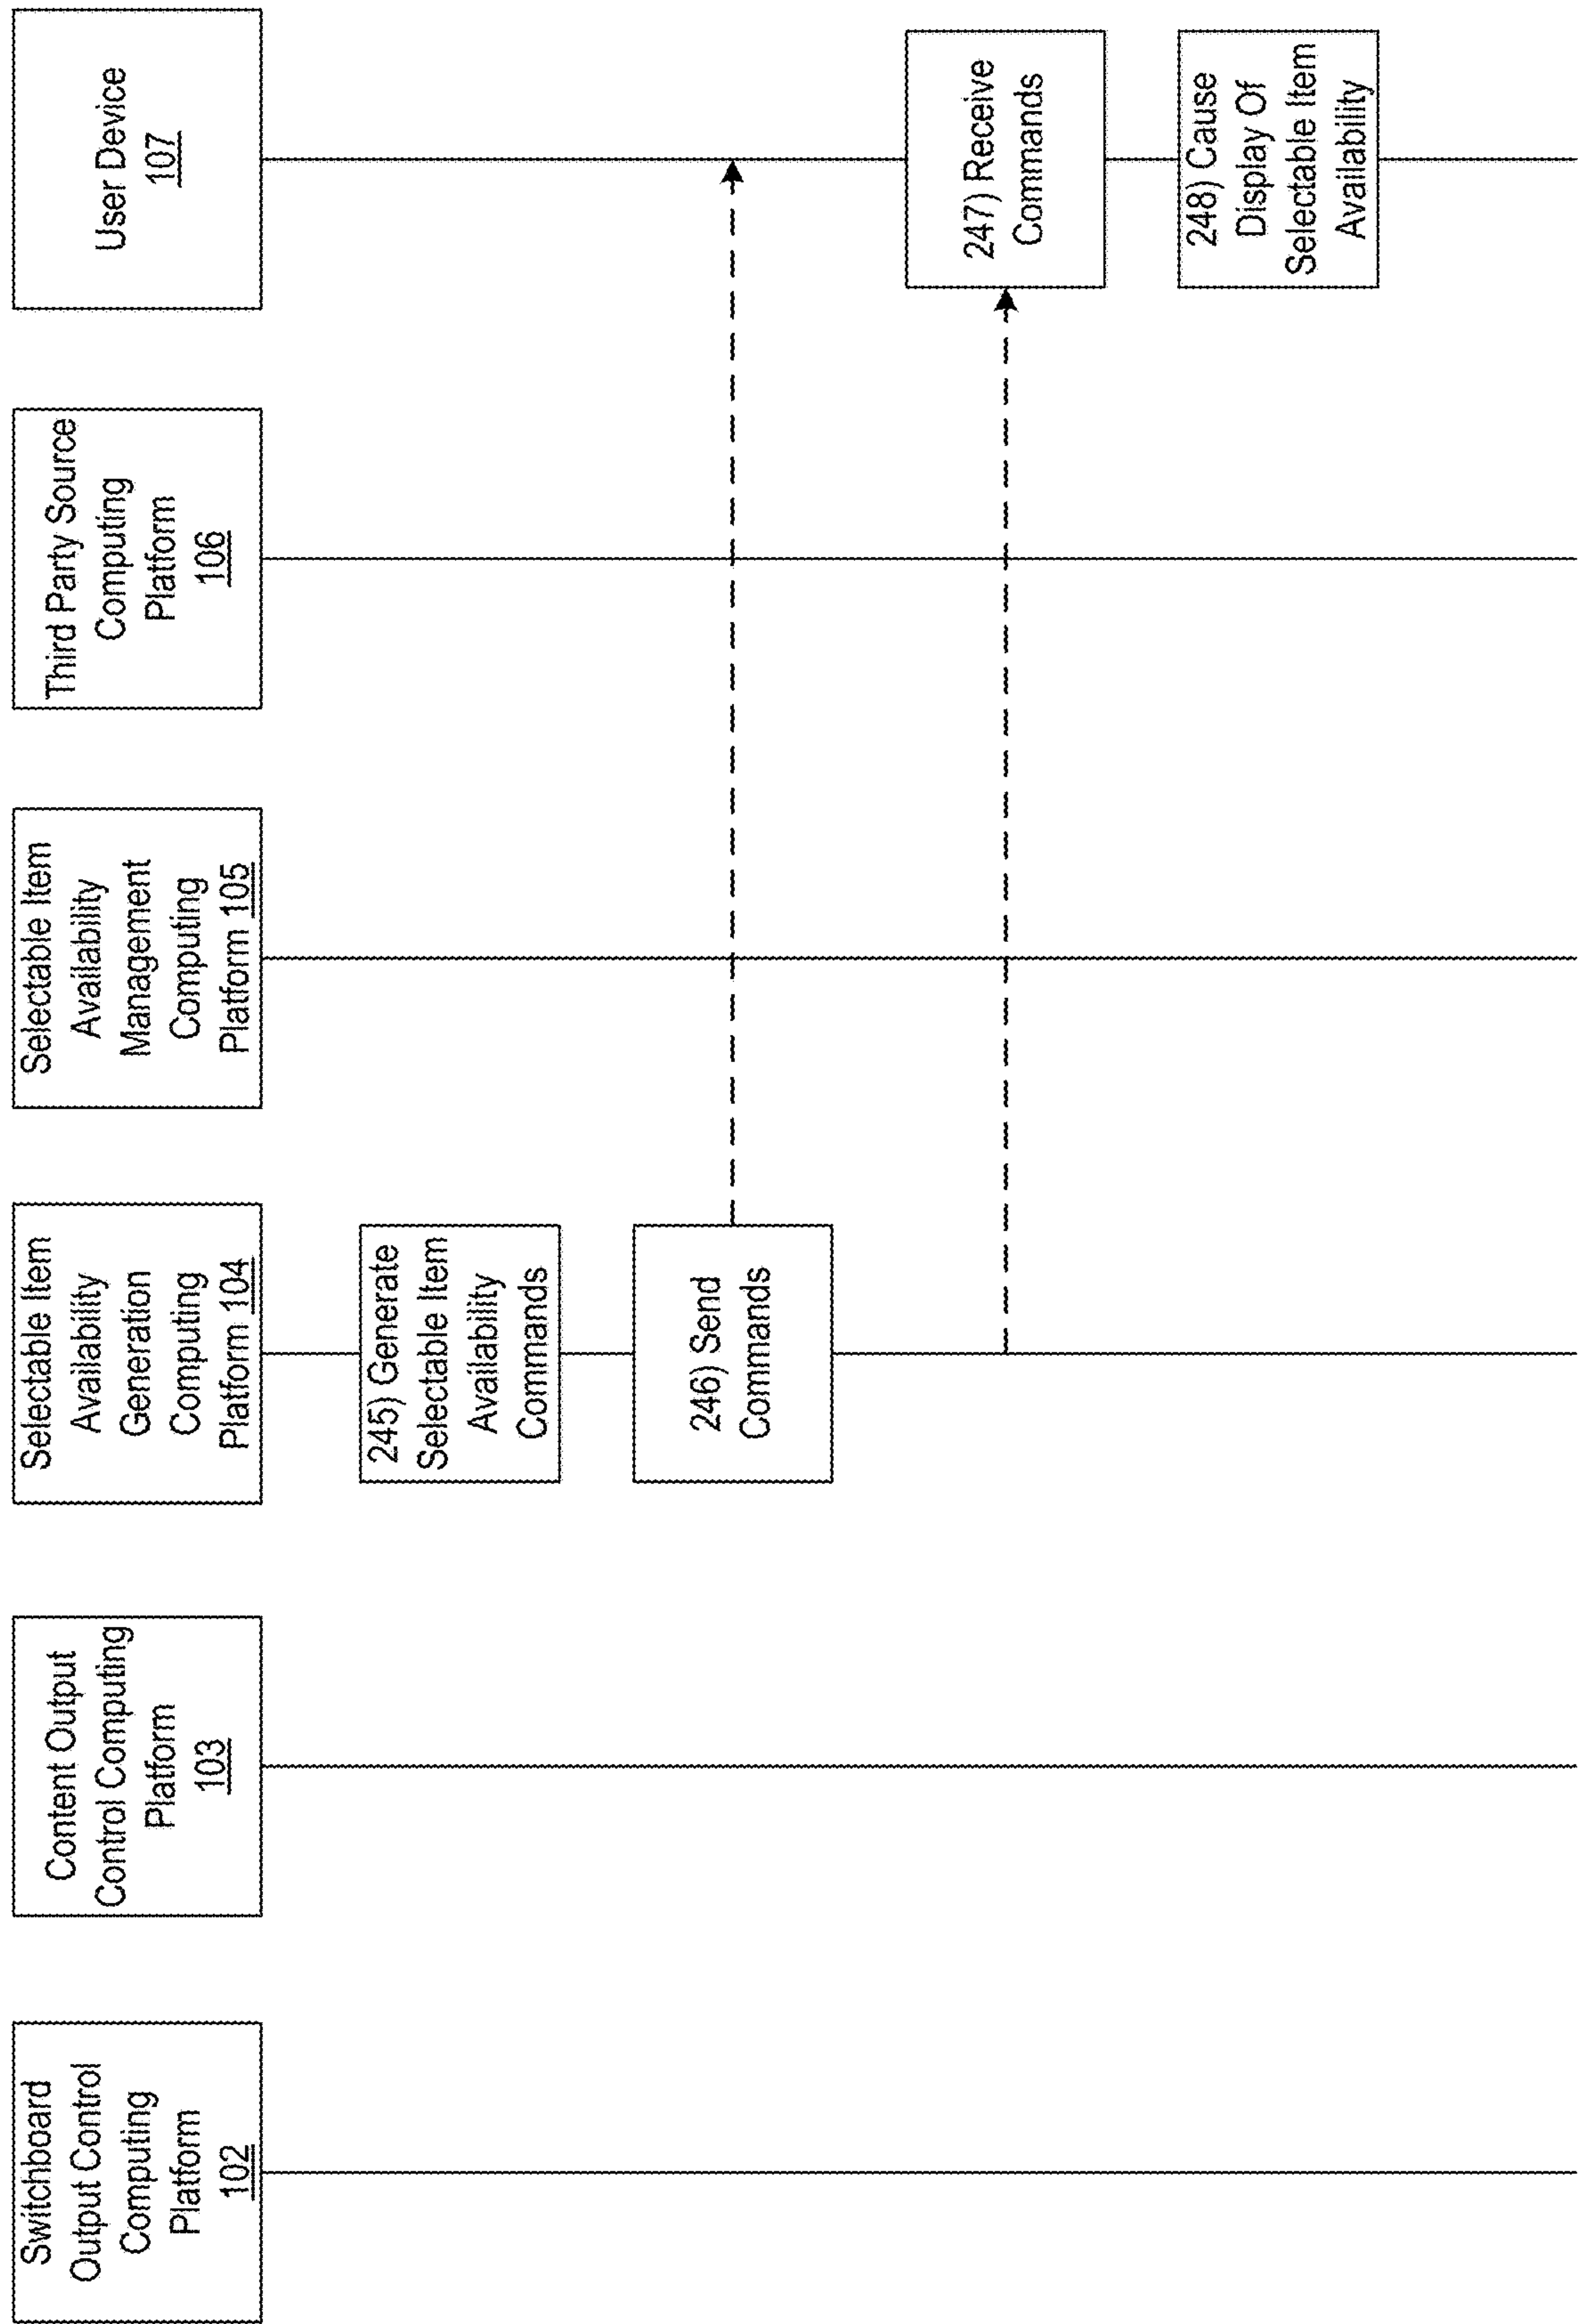 Switchboard
Output Control
Computing
Platform
102
Content Output
Control Computing
Platform
103
Selectable Item
Availability
Generation
Computing
Platform 104
Selectable Item
Availability
Management
Computing
Platform 105
Third Party Source
Computing
Platform
106
User Device
107
245) Generate
Selectable Item
Availability
Commands
246) Send
Commands
247) Receive
Commands
248) Cause
Display Of
Selectable Item
Availability